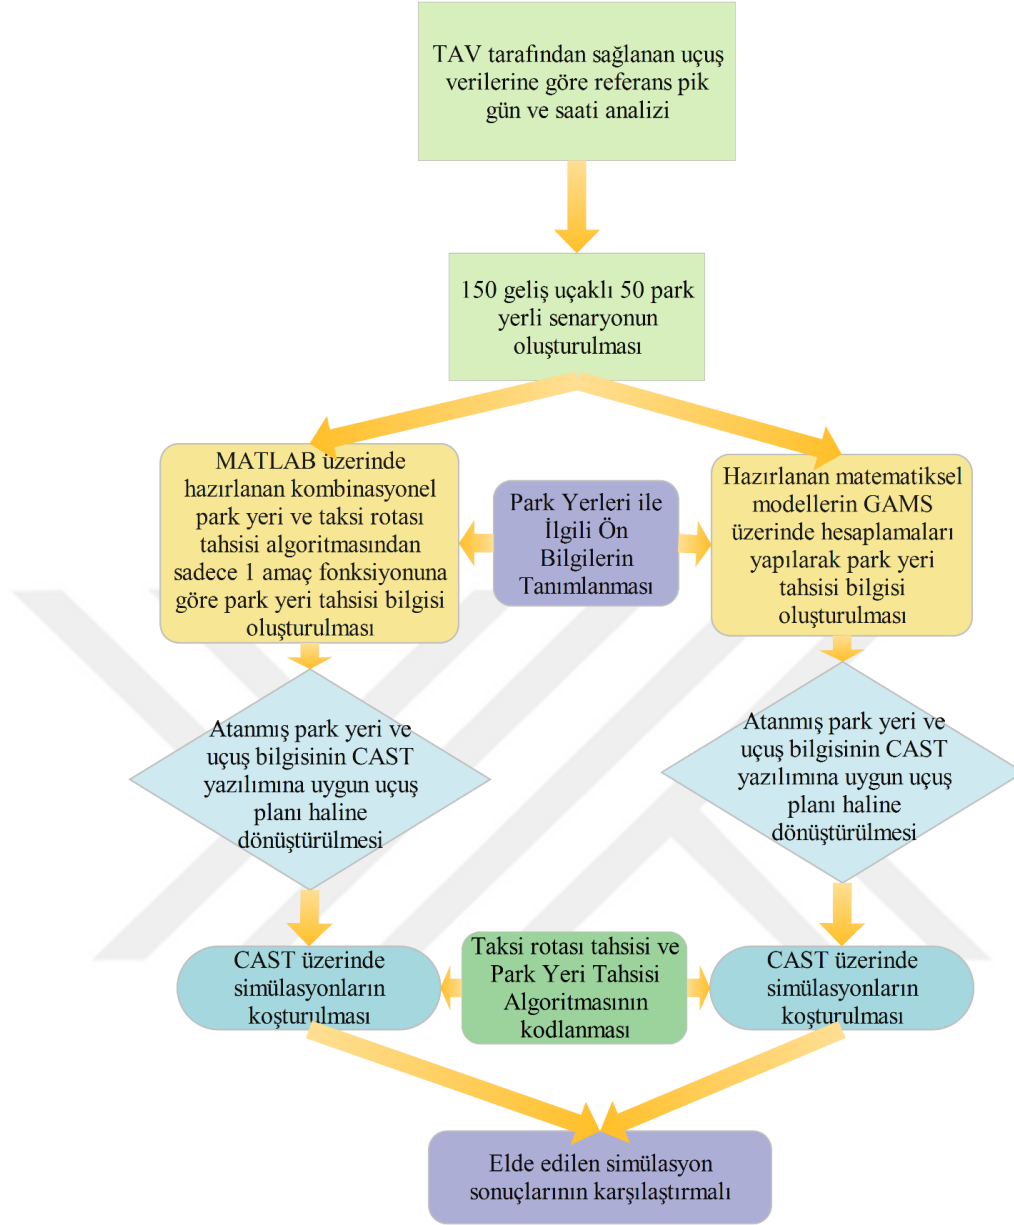 TAV tarafından sağlanan uçuş
verilerine göre referans pik
gün ve saati analizi
150 geliş uçaklı 50 park
yerli senaryonun
oluşturulması
MATLAB üzerinde
hazırlanan kombinasyonel
park yeri ve taksi rotası
tahsisi algoritmasından
sadece 1 amaç fonksiyonuna
göre park yeri tahsisi bilgisi
oluşturulması
Park Yerleri ile
İlgili Ön
Bilgilerin
Tanımlanması
Hazırlanan matematiksel
modellerin GAMS
üzerinde hesaplamaları
yapılarak park yeri
tahsisi bilgisi
oluşturulması
Atanmış park yeri ve
uçuş bilgisinin CAST
yazılımına uygun uçuş
planı haline
dönüştürülmesi
Atanmış park yeri ve
uçuş bilgisinin CAST
yazılımına uygun uçuş
planı haline
dönüştürülmesi
CAST üzerinde
simülasyonların
koşturulması
Taksi rotası tahsisi ve
Park Yeri Tahsisi
Algoritmasının
kodlanması
CAST üzerinde
simülasyonların
koşturulması
Elde edilen simülasyon
sonuçlarının karşılaştırmalı